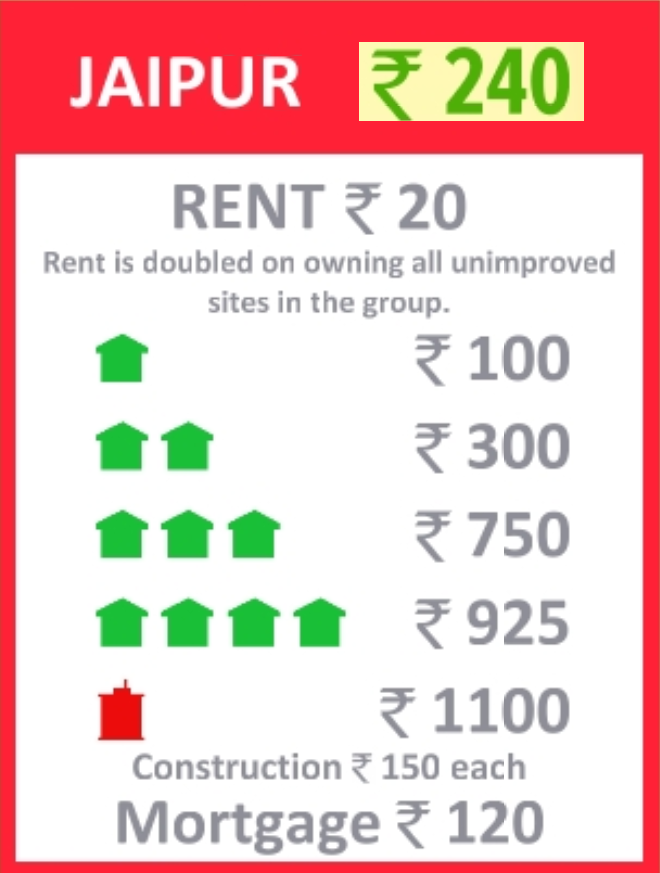 JAIPUR ₹ 240
RENT ₹ 20
Rent is doubled on owning all unimproved
sites in the group.
₹ 100
₹ 300
₹ 750
₹ 925
₹ 1100
Construction ₹ 150 each
Mortgage ₹ 120